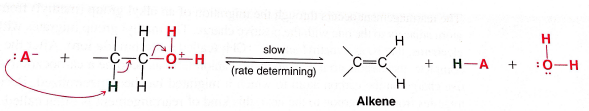 H H
:A⁻ + C C O⁺ H slow C=C H—A + :O—H
H H (rate determining) H
Alkene